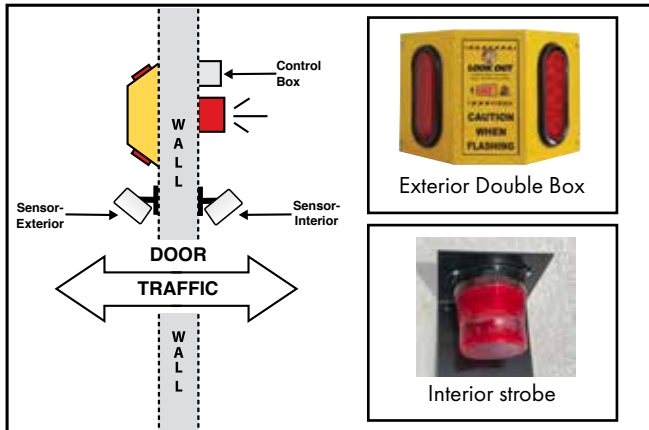 Control
Box
W
A
L
L
Sensor-
Exterior
Sensor-
Interior
DOOR
TRAFFIC
W
A
L
L
LOOK OUT
CAUTION
WHEN
FLASHING
Exterior Double Box
Interior strobe